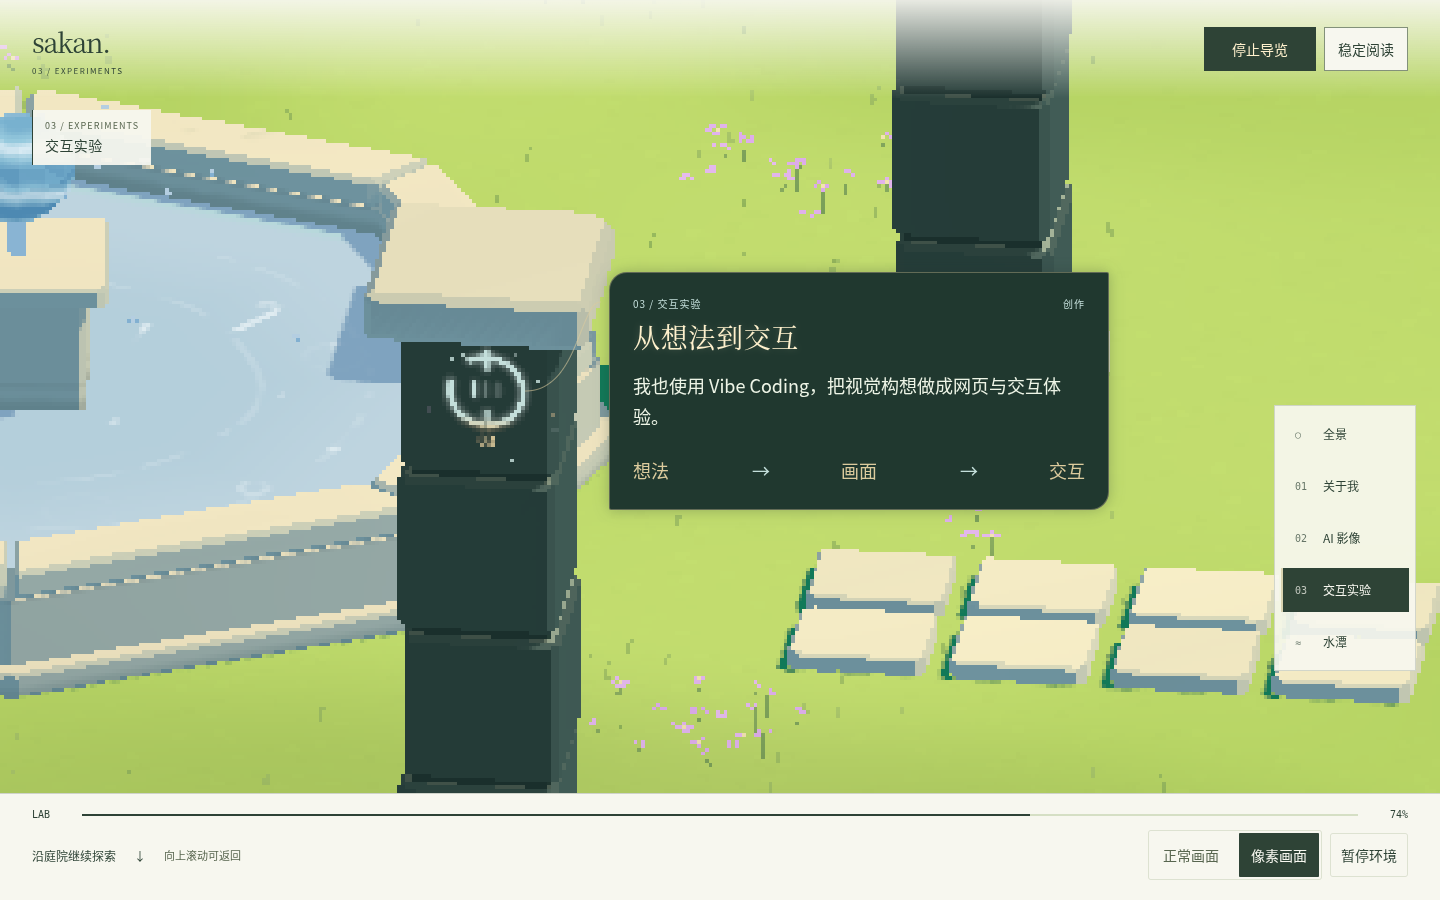 sakan.
03 / EXPERIMENTS
停止导览
稳定阅读
03 / EXPERIMENTS
交互实验
03 / 交互实验
创作
从想法到交互
我也使用 Vibe Coding，把视觉构想做成网页与交互体
验。
想法 → 画面 → 交互
○ 全景
01 关于我
02 AI 影像
03 交互实验
≈ 水潭
LAB
74%
沿庭院继续探索 ↓ 向上滚动可返回
正常画面
像素画面
暂停环境